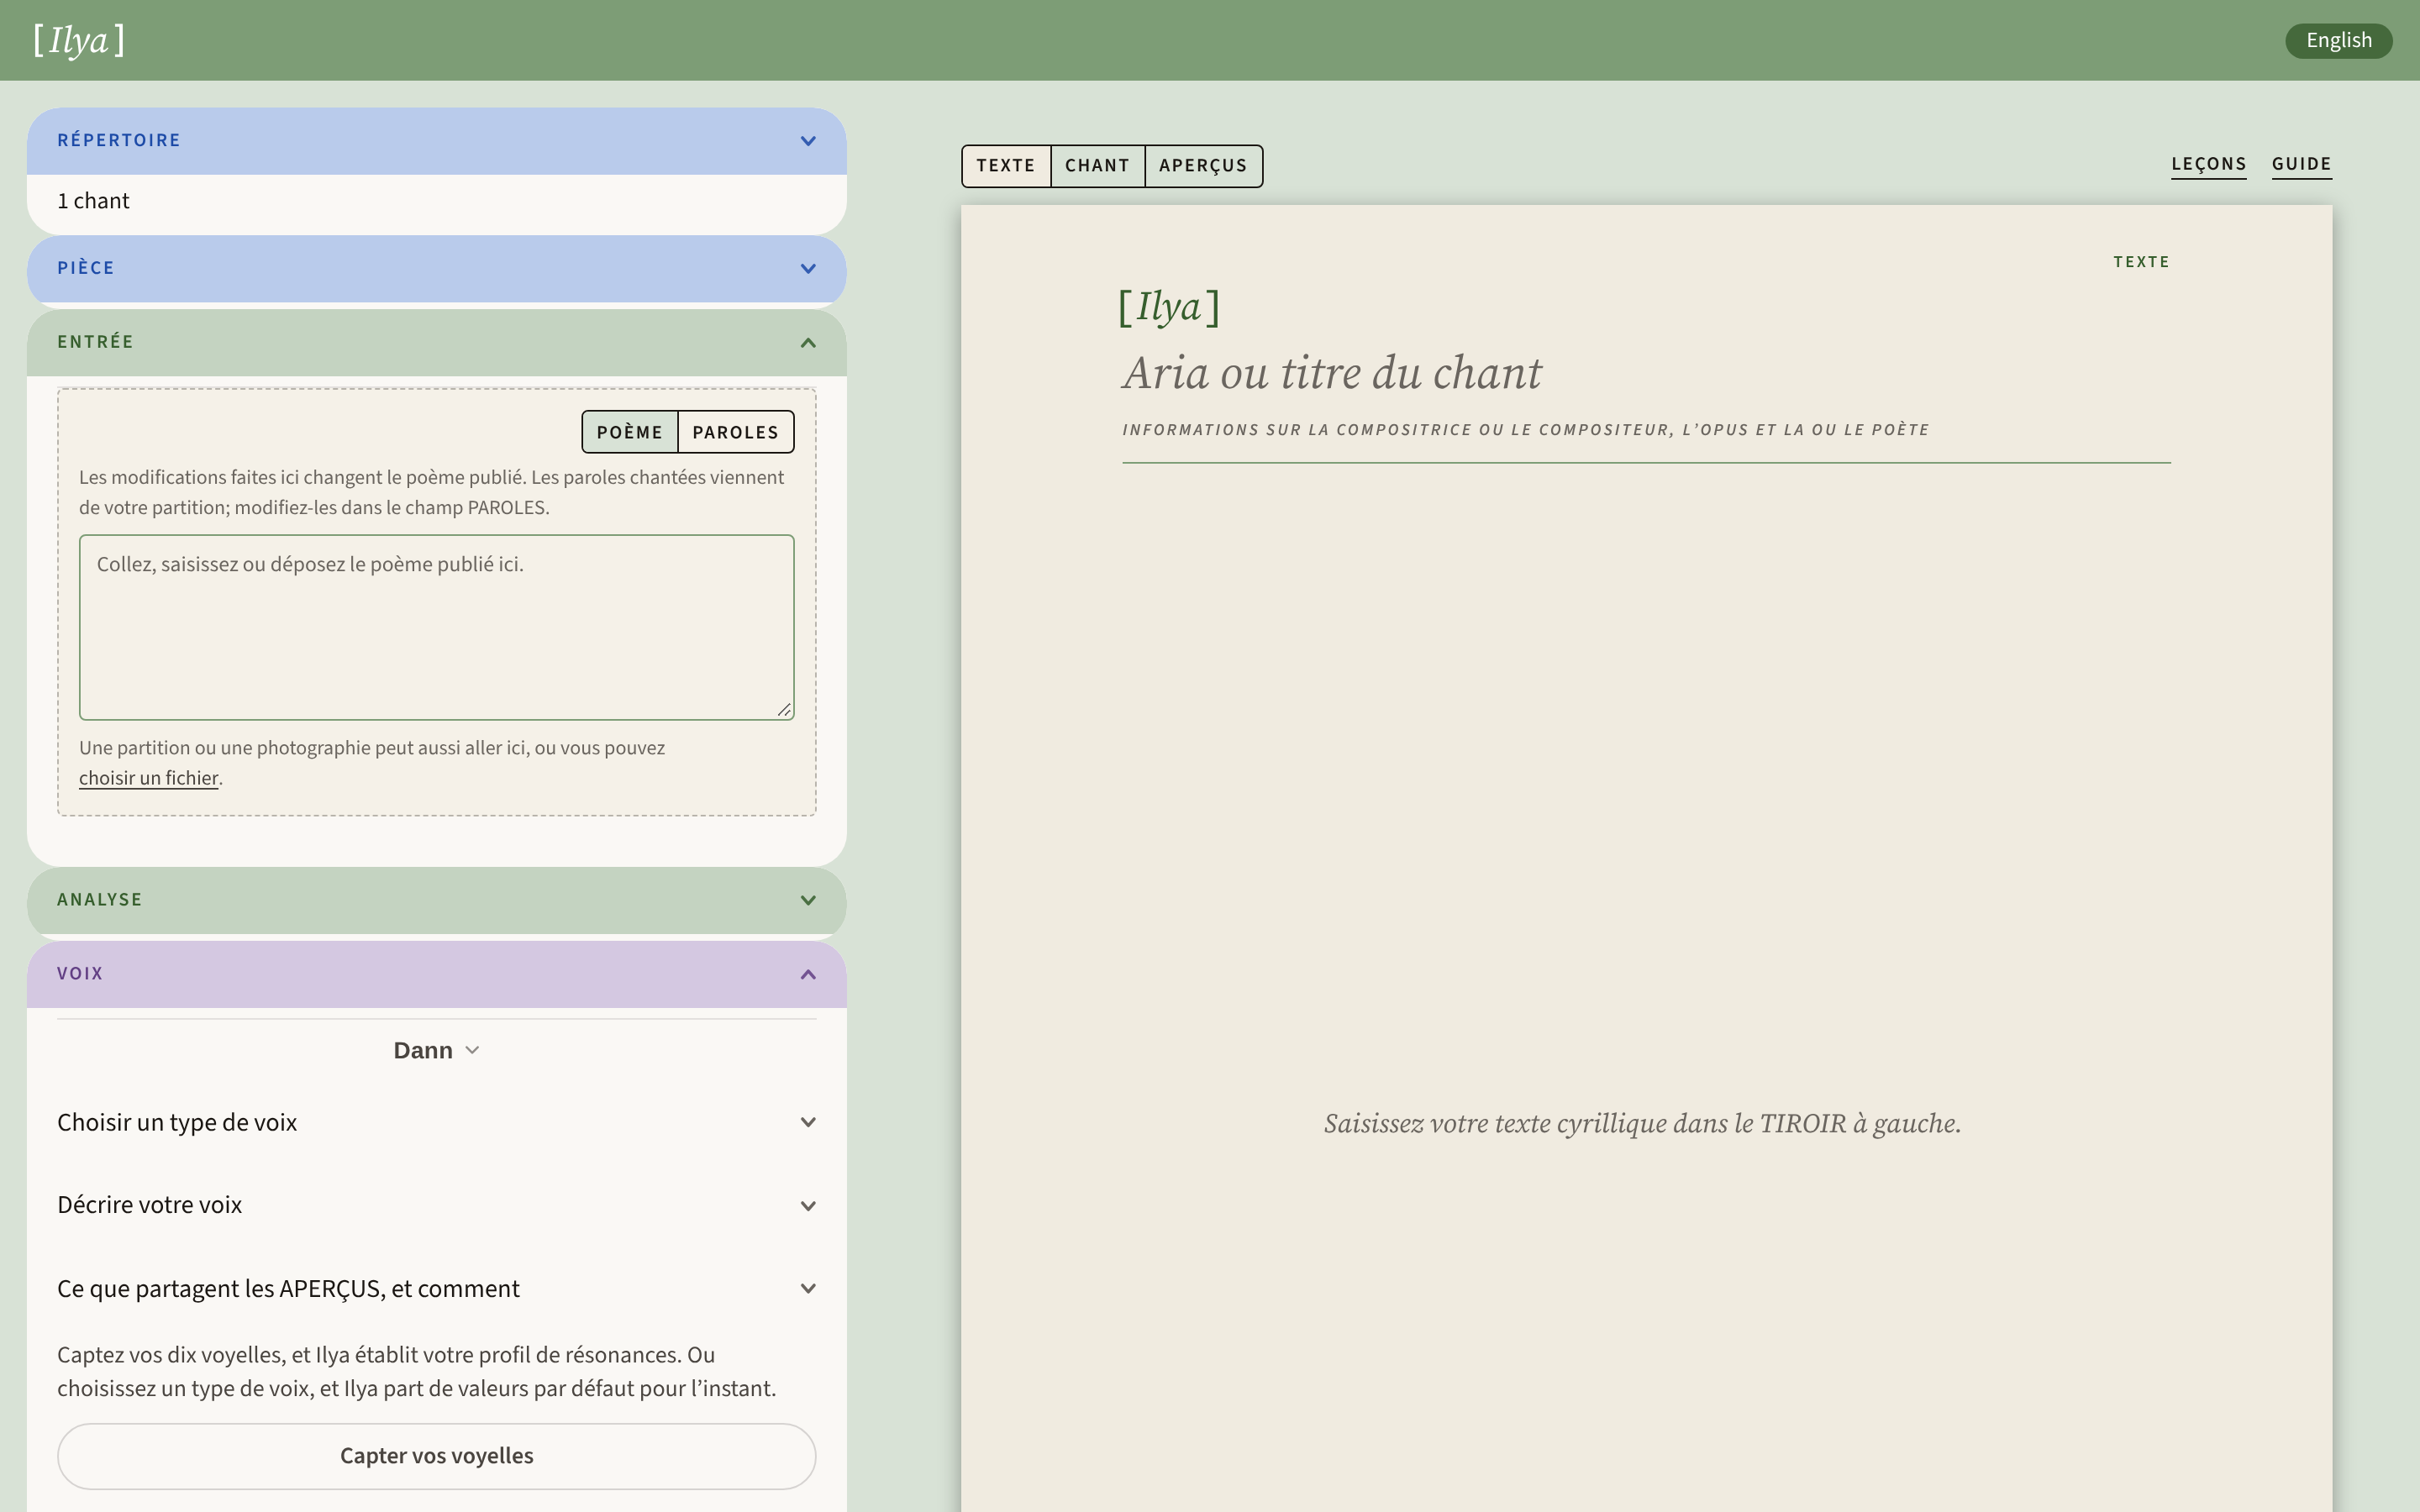 [Ilya]
English
RÉPERTOIRE
1 chant
PIÈCE
ENTRÉE
POÈME
PAROLES
Les modifications faites ici changent le poème publié. Les paroles chantées viennent
de votre partition; modifiez-les dans le champ PAROLES.
Collez, saisissez ou déposez le poème publié ici.
Une partition ou une photographie peut aussi aller ici, ou vous pouvez
choisir un fichier.
ANALYSE
VOIX
Dann
Choisir un type de voix
Décrire votre voix
Ce que partagent les APERÇUS, et comment
Captez vos dix voyelles, et Ilya établit votre profil de résonances. Ou
choisissez un type de voix, et Ilya part de valeurs par défaut pour l’instant.
Capter vos voyelles
TEXTE
CHANT
APERÇUS
LEÇONS
GUIDE
TEXTE
[Ilya]
Aria ou titre du chant
INFORMATIONS SUR LA COMPOSITRICE OU LE COMPOSITEUR, L’OPUS ET LA OU LE POÈTE
Saisissez votre texte cyrillique dans le TIROIR à gauche.